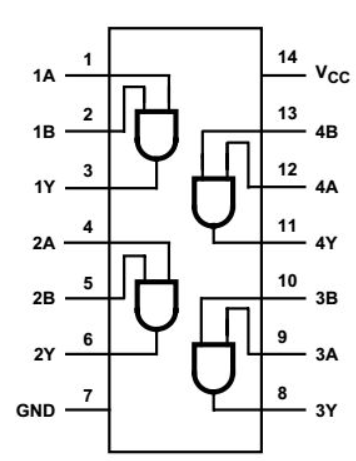 1A 1 14 VCC
1B 2 13 4B
1Y 3 12 4A
2A 4 11 4Y
2B 5 10 3B
2Y 6 9 3A
GND 7 8 3Y